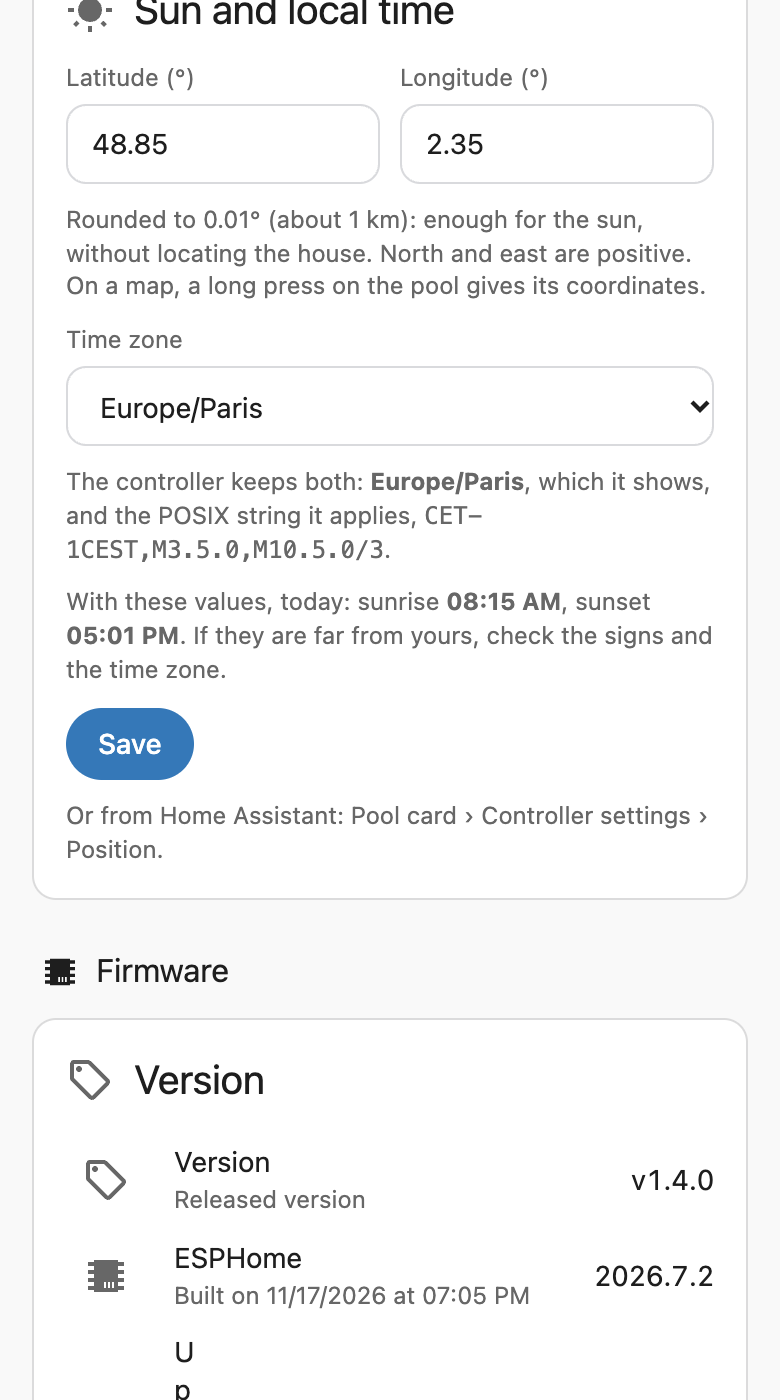 Sun and local time
Latitude (°)
Longitude (°)
48.85
2.35
Rounded to 0.01° (about 1 km): enough for the sun,
without locating the house. North and east are positive.
On a map, a long press on the pool gives its coordinates.
Time zone
Europe/Paris
The controller keeps both: Europe/Paris, which it shows,
and the POSIX string it applies, CET-
1CEST,M3.5.0,M10.5.0/3.
With these values, today: sunrise 08:15 AM, sunset
05:01 PM. If they are far from yours, check the signs and
the time zone.
Save
Or from Home Assistant: Pool card › Controller settings ›
Position.
Firmware
Version
Version
v1.4.0
Released version
ESPHome
2026.7.2
Built on 11/17/2026 at 07:05 PM
U
p